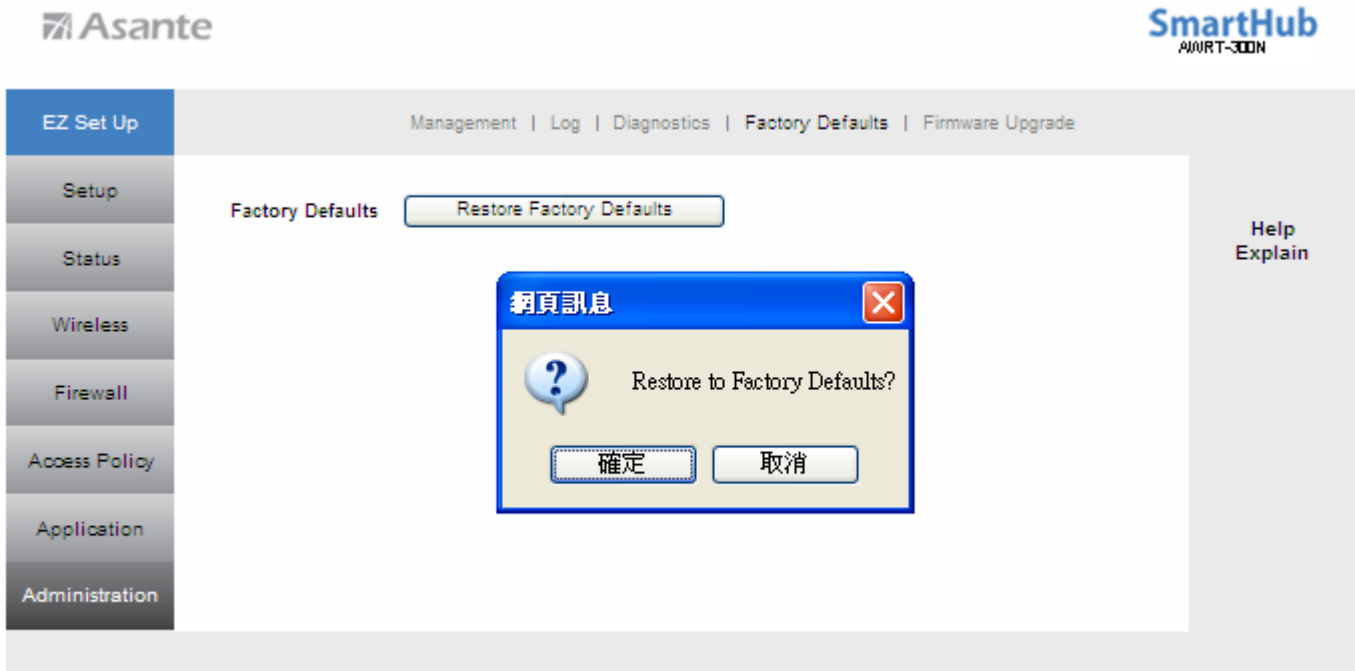 Asante
SmartHub
AWRT-300N
EZ Set Up
Management | Log | Diagnostics | Factory Defaults | Firmware Upgrade
Setup
Status
Wireless
Firewall
Access Policy
Application
Administration
Factory Defaults Restore Factory Defaults
Help
Explain
網頁訊息
Restore to Factory Defaults?
確定 取消